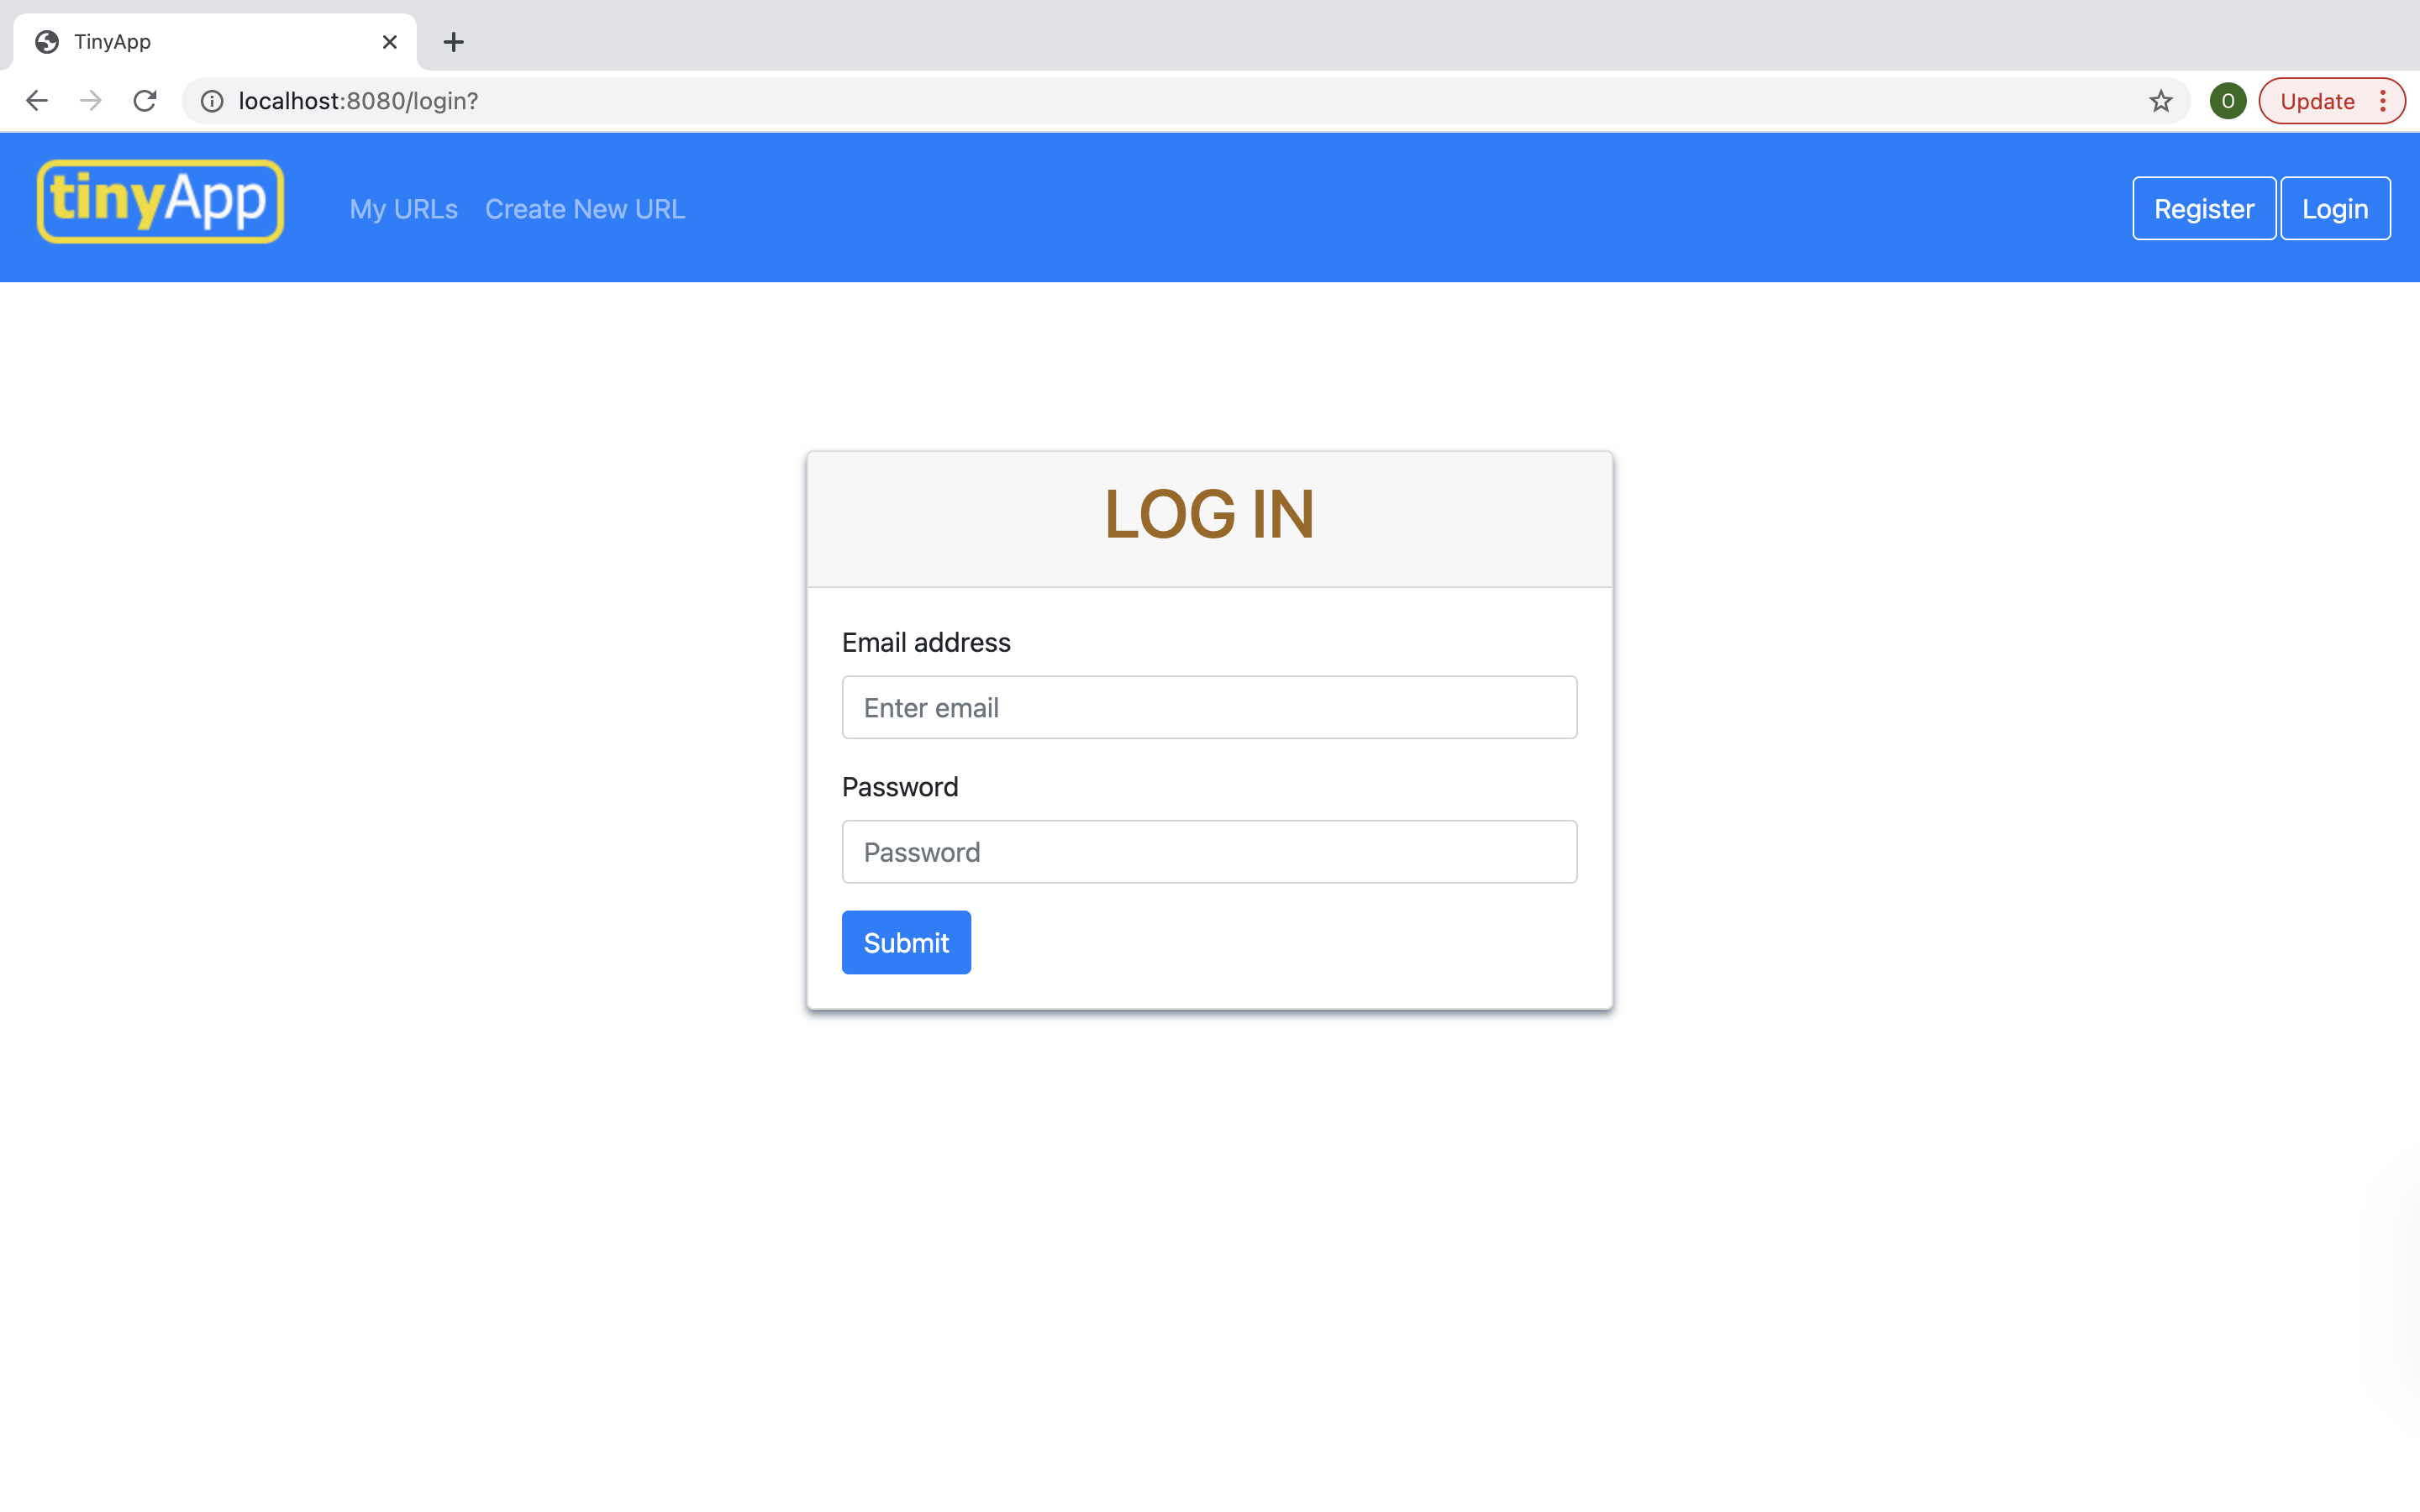 TinyApp
localhost:8080/login?
O
Update
tinyApp
My URLs
Create New URL
Register
Login
LOG IN
Email address
Enter email
Password
Password
Submit